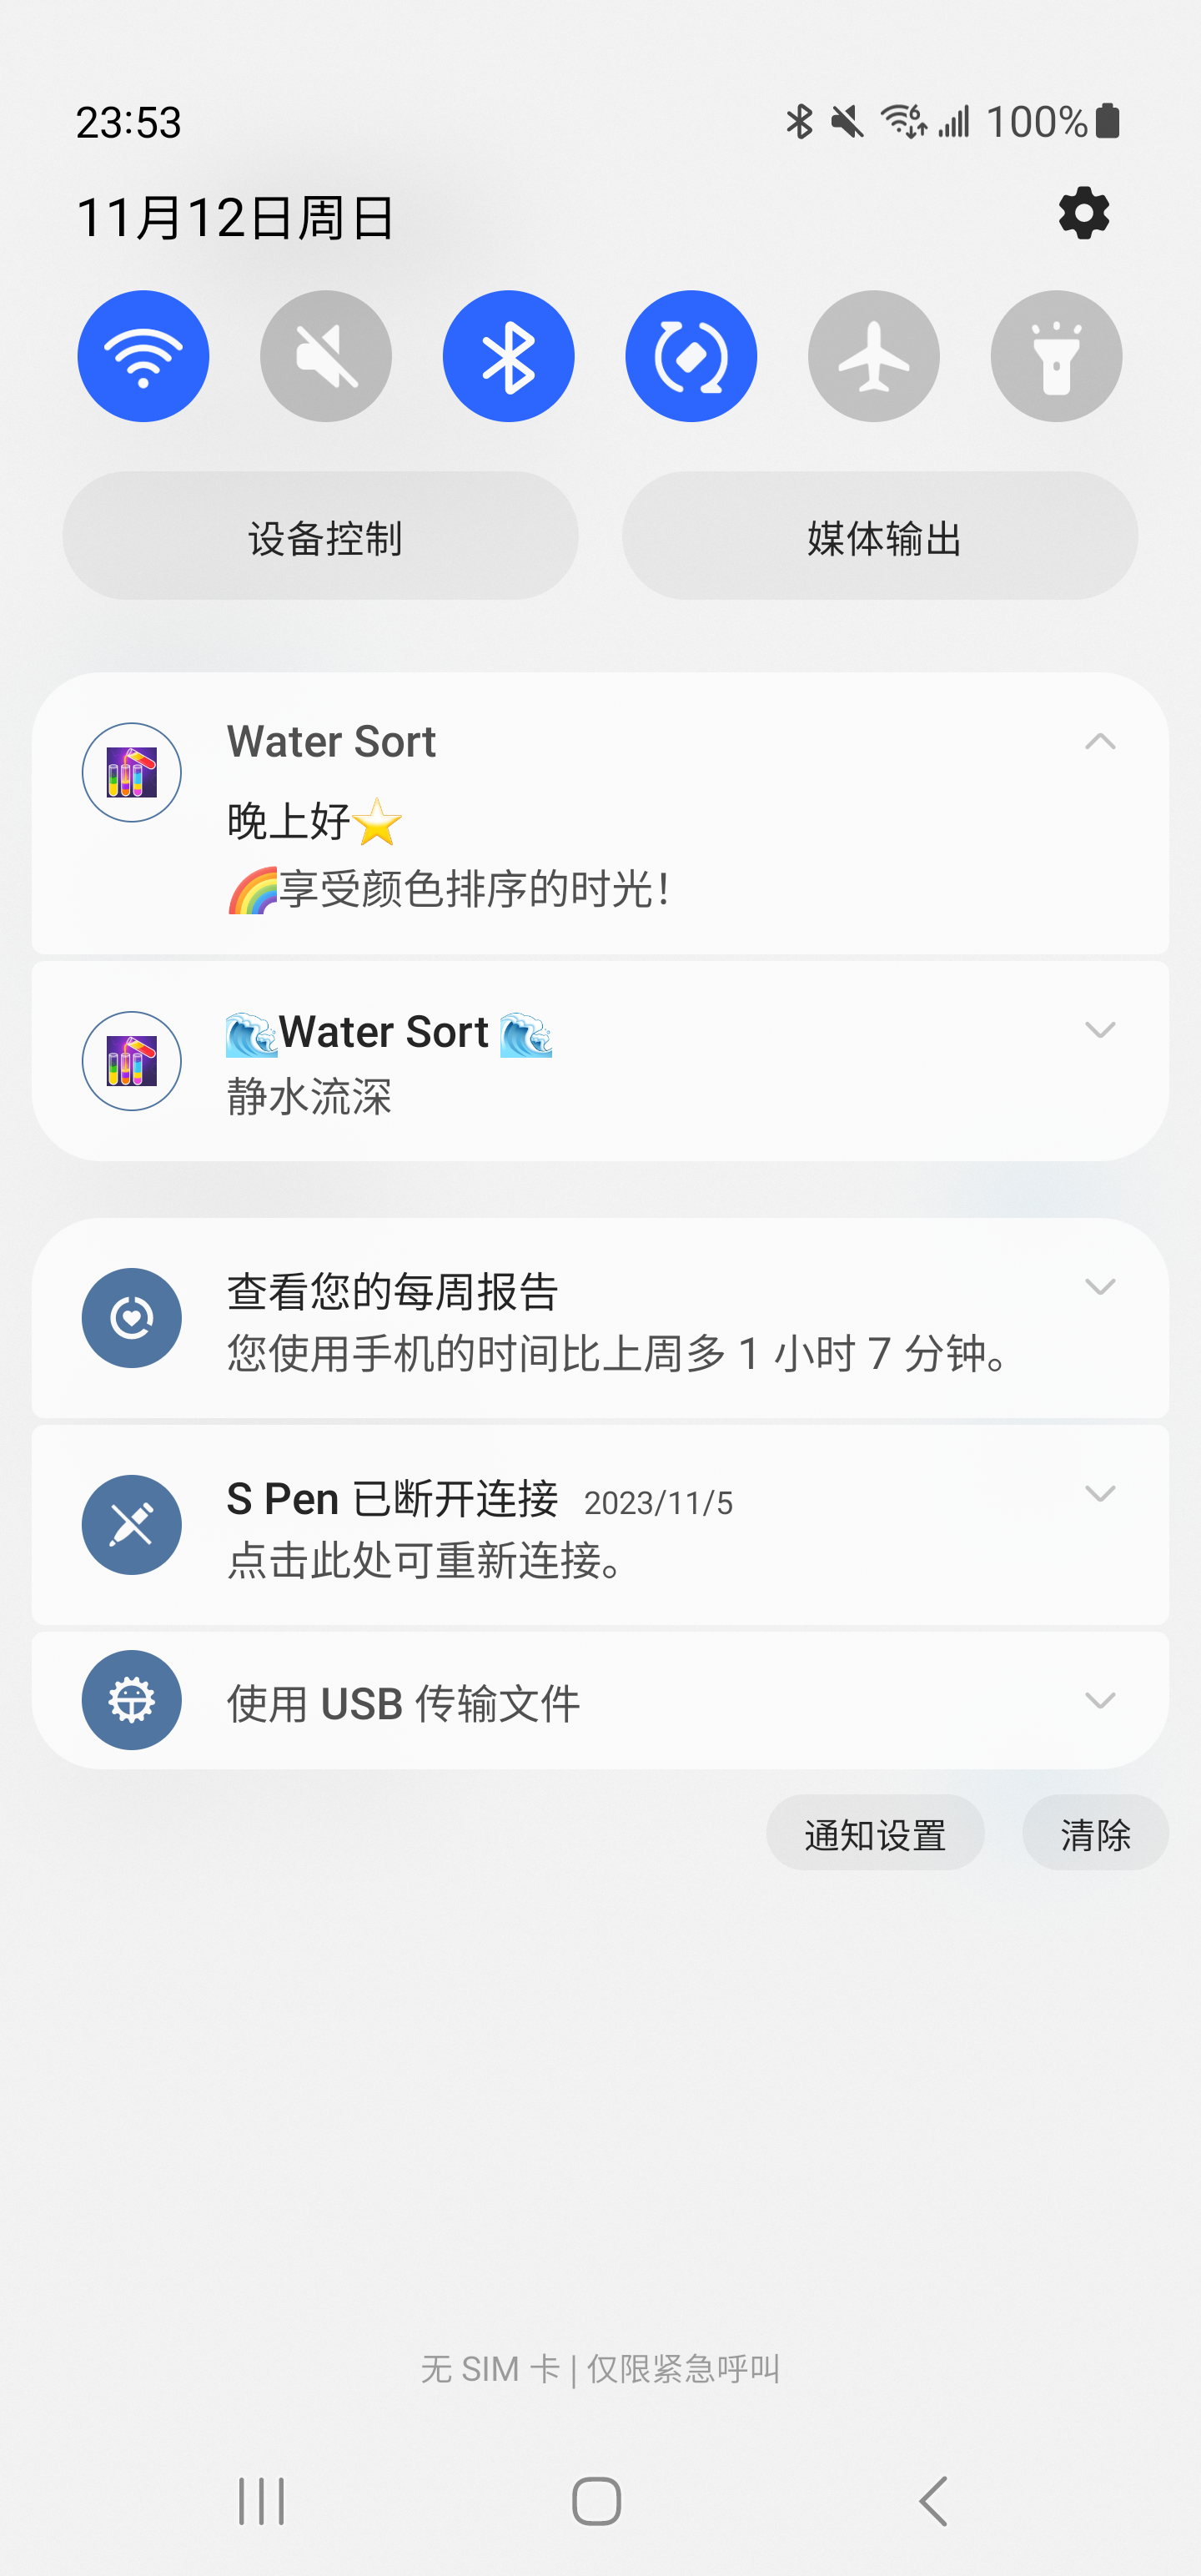 23:53
100%
11月12日周日
设备控制
媒体输出
Water Sort
晚上好⭐
🌈享受颜色排序的时光！
🌊Water Sort 🌊
静水流深
查看您的每周报告
您使用手机的时间比上周多 1 小时 7 分钟。
S Pen 已断开连接 2023/11/5
点击此处可重新连接。
使用 USB 传输文件
通知设置
清除
无 SIM 卡 | 仅限紧急呼叫